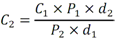 C₂ = (C₁ × P₁ × d₂) / (P₂ × d₁)